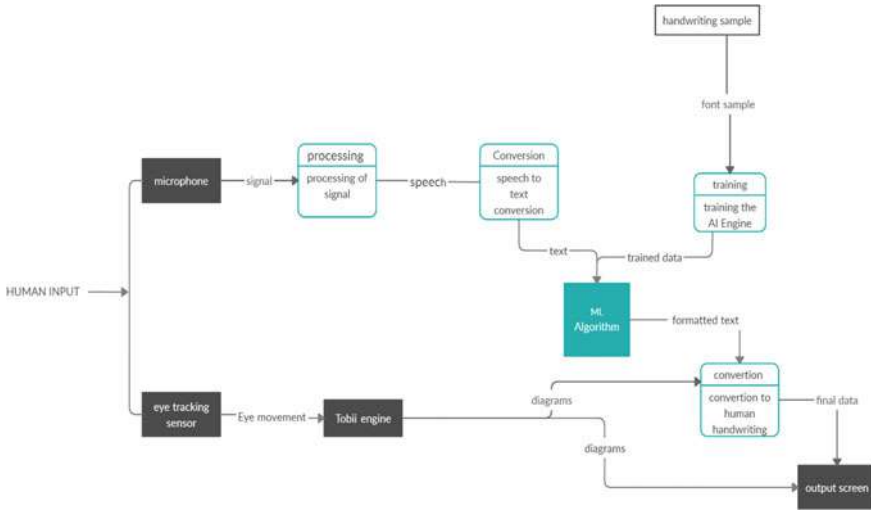 handwriting sample
font sample
processing
processing of
signal
Conversion
speech to
text
conversion
microphone
signal
speech
training
training the
AI Engine
text
trained data
HUMAN INPUT
ML
Algorithm
formatted text
convertion
convertion to
human
handwriting
eye tracking
sensor
Eye movement
Tobii engine
diagrams
diagrams
final data
output screen